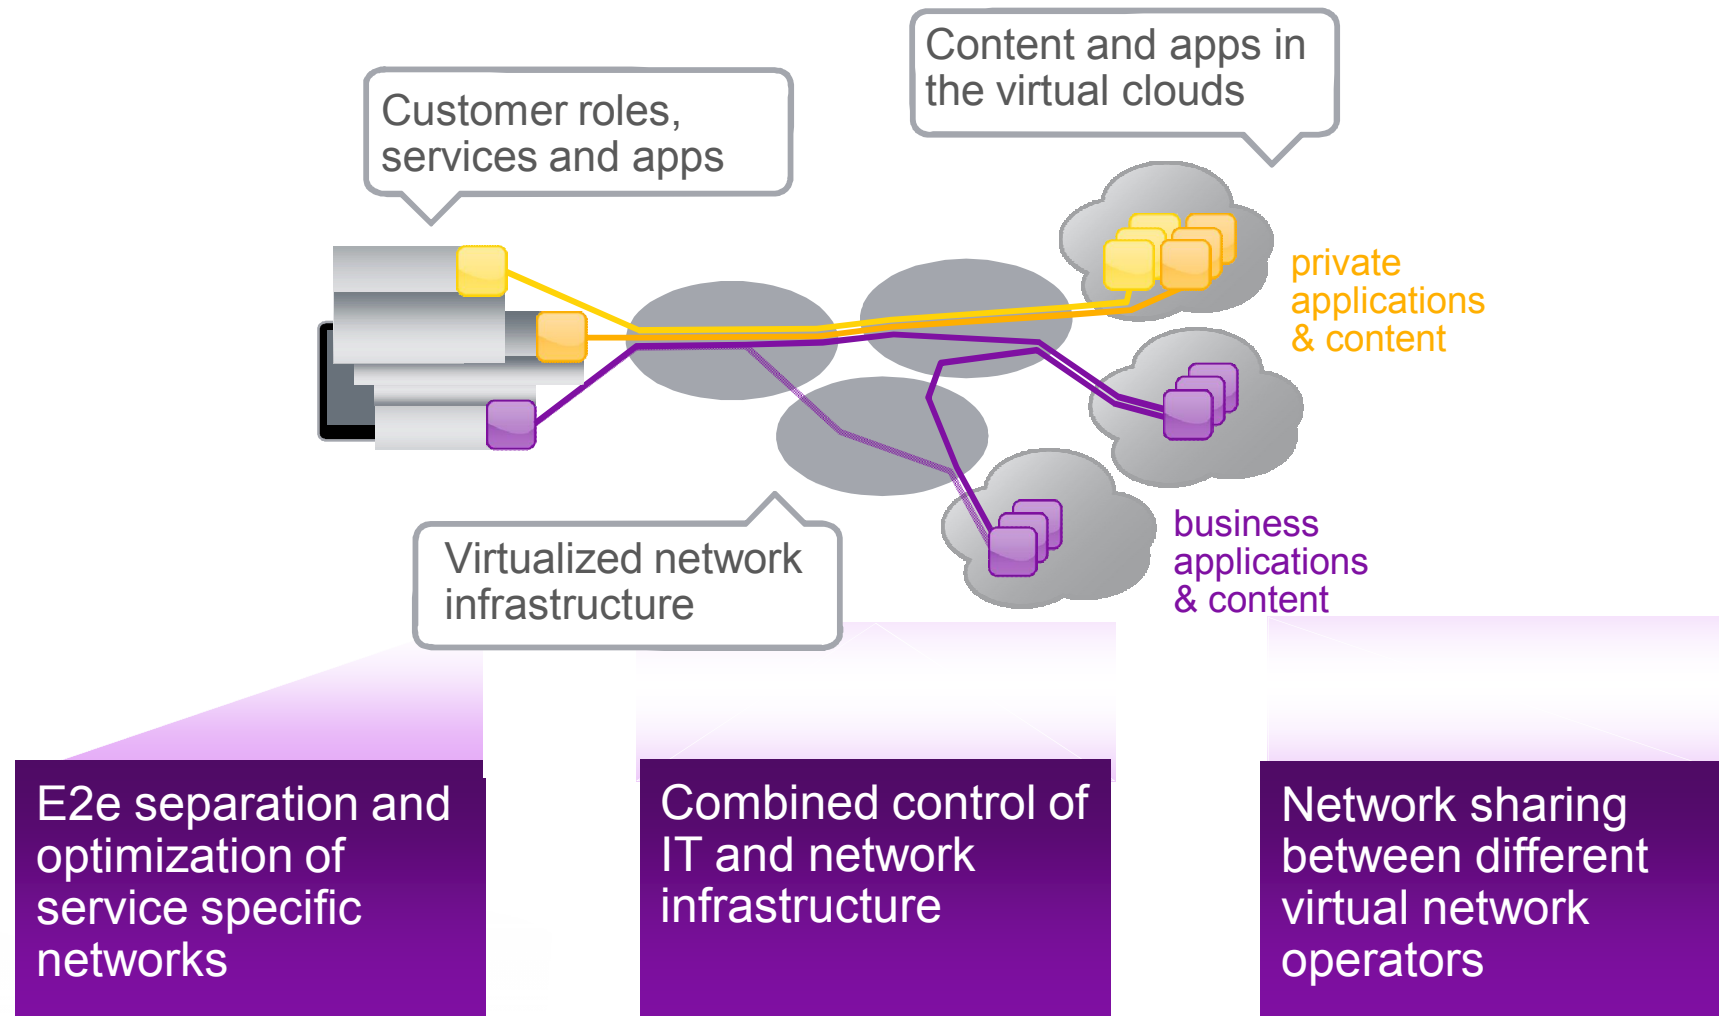 Content and apps in
the virtual clouds
Customer roles,
services and apps
private
applications
& content
Virtualized network
infrastructure
business
applications
& content
E2e separation and
optimization of
service specific
networks
Combined control of
IT and network
infrastructure
Network sharing
between different
virtual network
operators